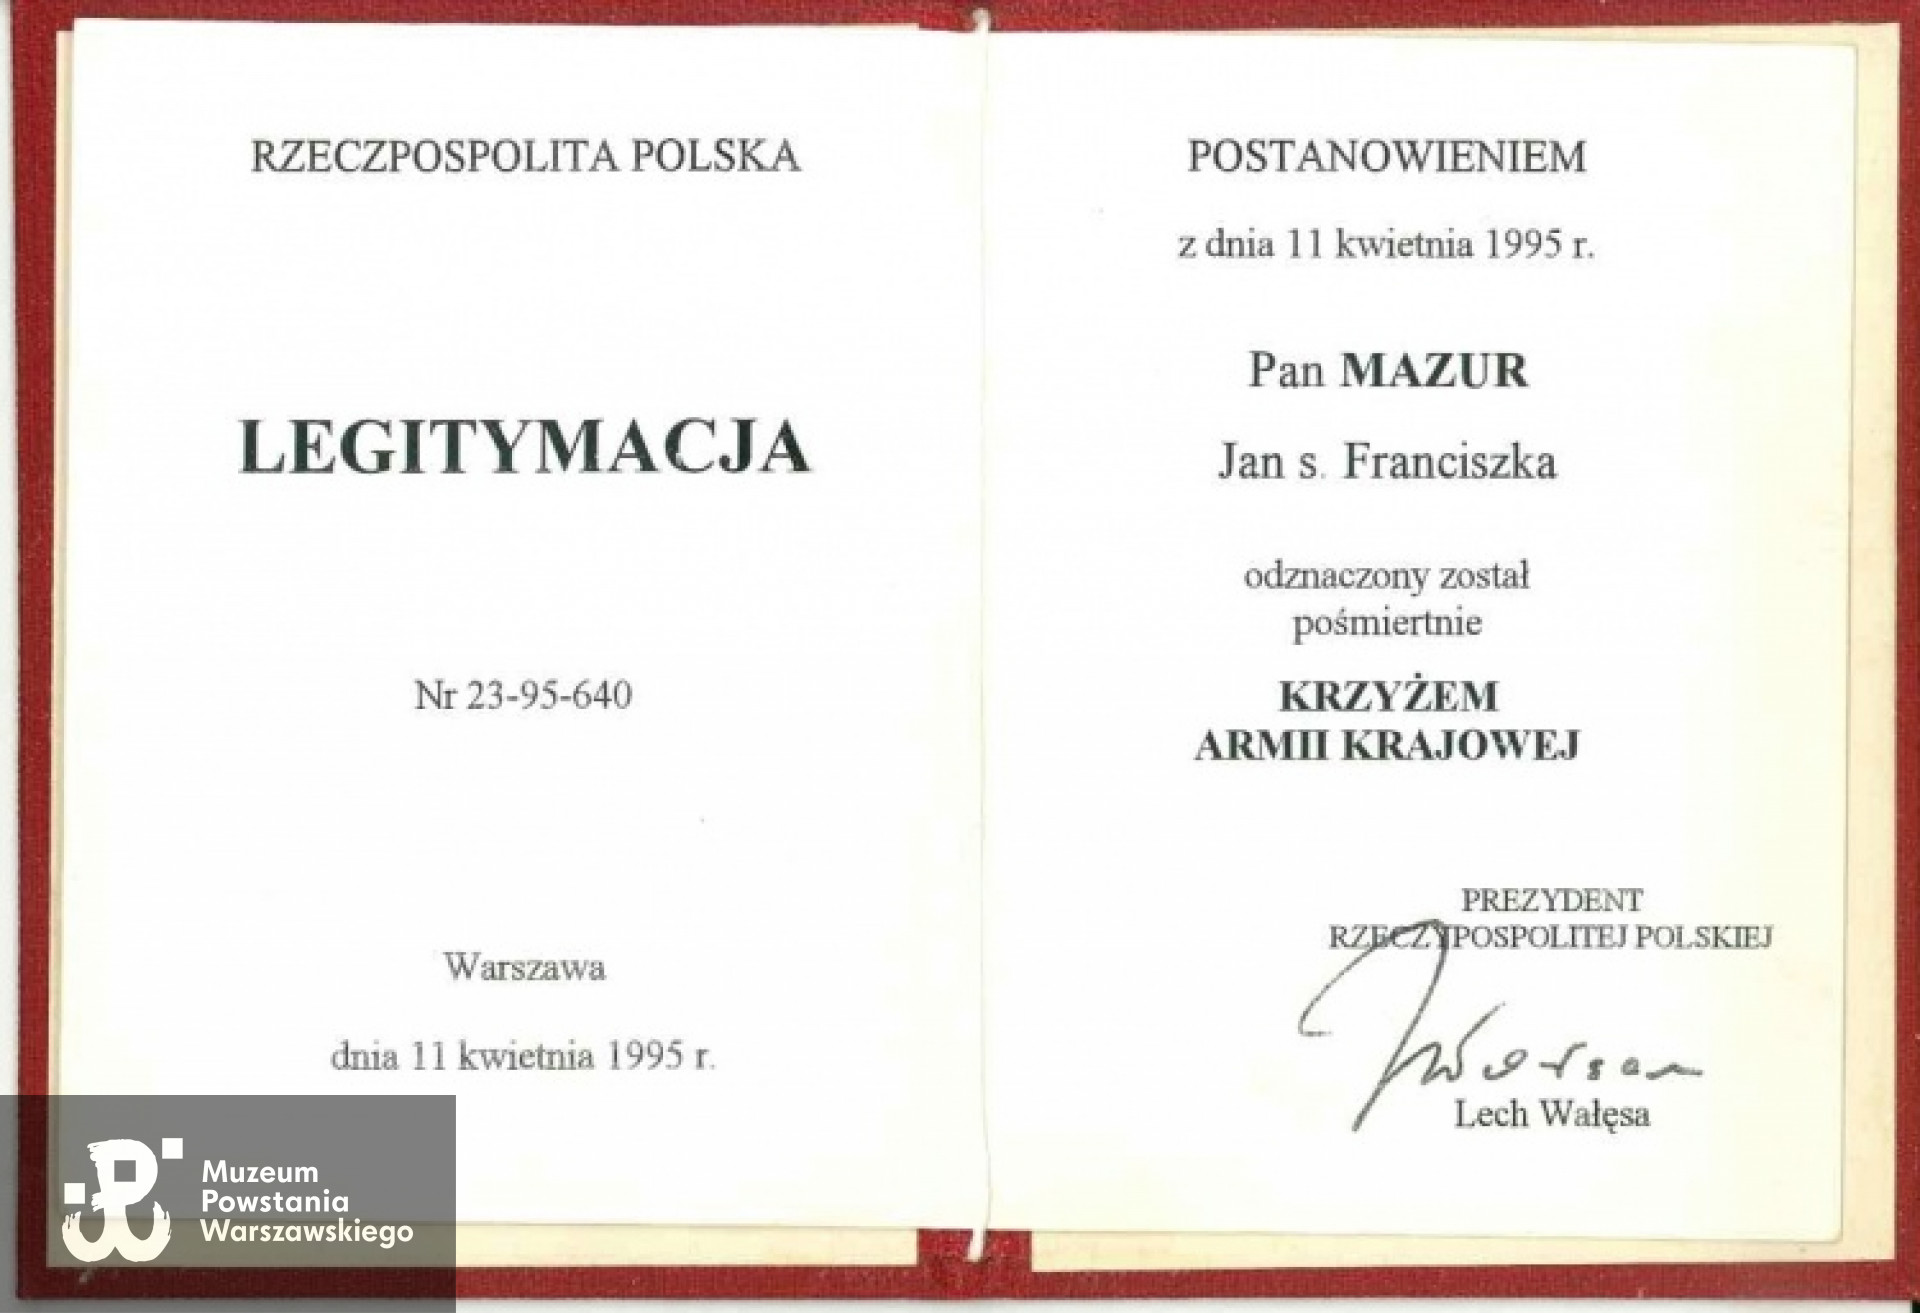 RZECZPOSPOLITA POLSKA
LEGITYMACJA
Nr 23-95-640
Warszawa
dnia 11 kwietnia 1995 r.
POSTANOWIENIEM
z dnia 11 kwietnia 1995 r.
Pan MAZUR
Jan s. Franciszka
odznaczony został
pośmiertnie
KRZYŻEM
ARMII KRAJOWEJ
PREZYDENT
RZECZYPOSPOLITEJ POLSKIEJ
Lech Wałęsa
Muzeum
Powstania
Warszawskiego